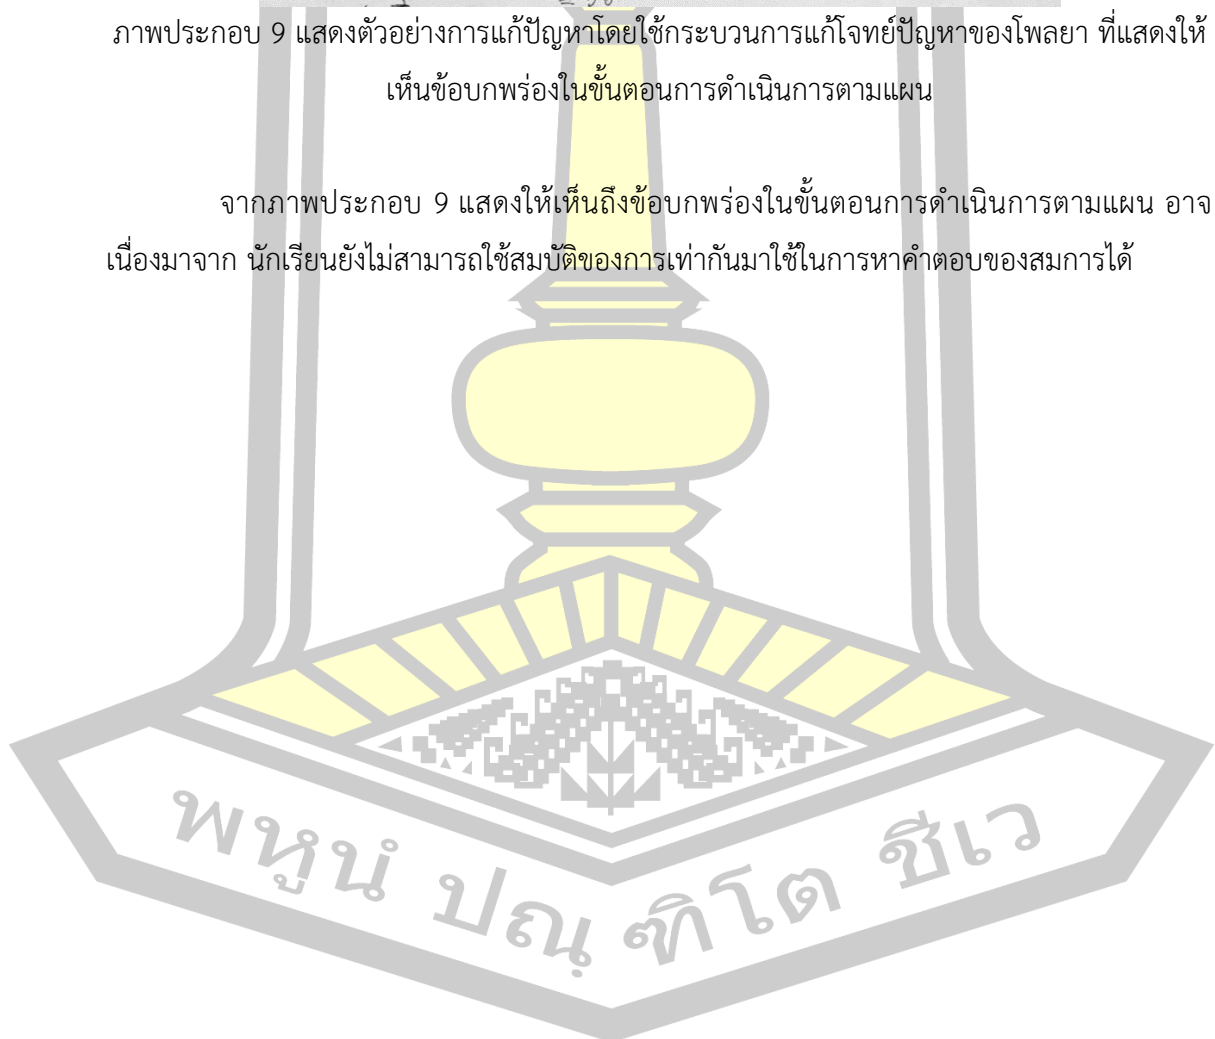 ภาพประกอบ 9 แสดงตัวอย่างการแก้ปัญหาโดยใช้กระบวนการแก้โจทย์ปัญหาของโพลยา ที่แสดงให้
เห็นข้อบกพร่องในขั้นตอนการดำเนินการตามแผน
จากภาพประกอบ 9 แสดงให้เห็นถึงข้อบกพร่องในขั้นตอนการดำเนินการตามแผน อาจ
เนื่องมาจาก นักเรียนยังไม่สามารถใช้สมบัติของการเท่ากันมาใช้ในการหาคำตอบของสมการได้
พหุนํ ปณฺฑิโต ชีเว